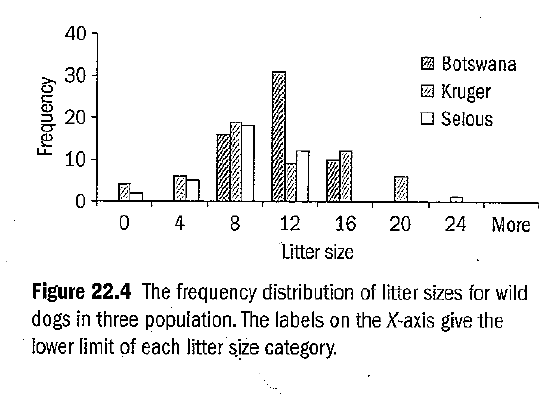 40
30
20
10
0
Frequency
Botswana
Kruger
Selous
0 4 8 12 16 20 24 More
Litter size
Figure 22.4 The frequency distribution of litter sizes for wild
dogs in three population. The labels on the X-axis give the
lower limit of each litter size category.